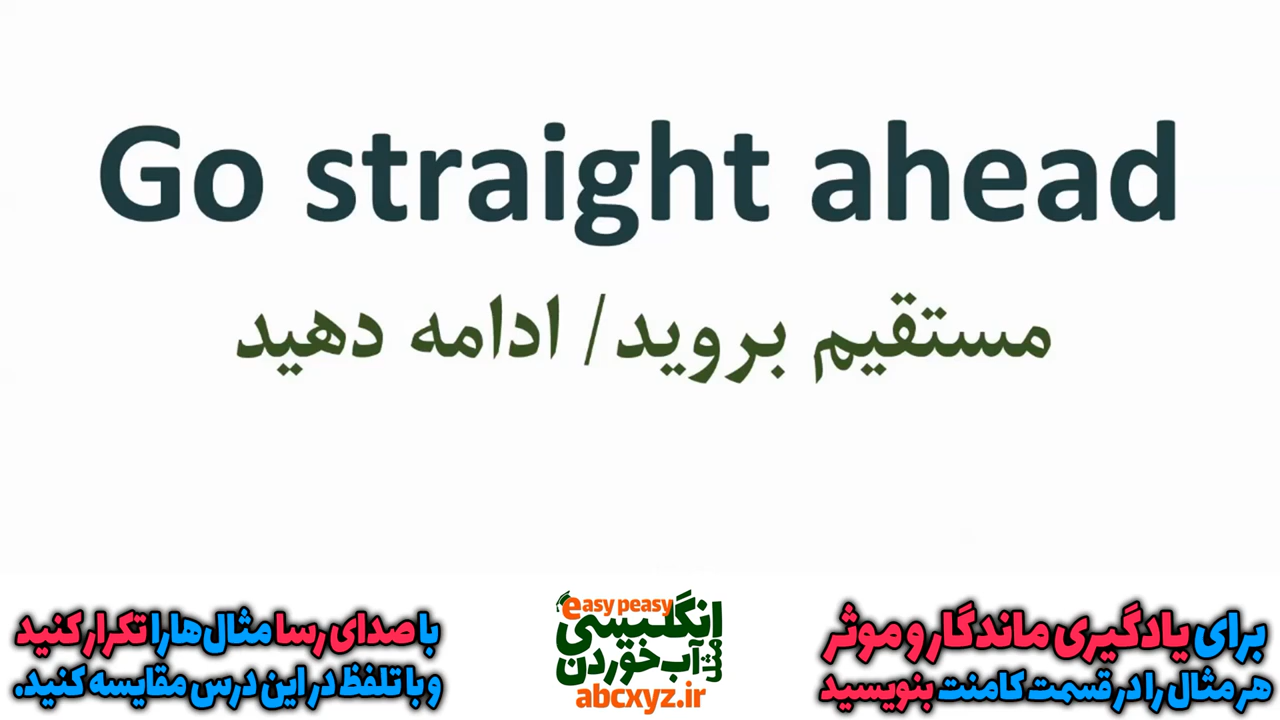 Go straight ahead
مستقیم بروید/ ادامه دهید
برای یادگیری ماندگار و موثر
هر مثال را در قسمت کامنت بنویسید
easy peasy
انگلیسی
مثل آب خوردن
abcxyz.ir
با صدای رسا مثال‌ها را تکرار کنید
و با تلفظ در این درس مقایسه کنید.